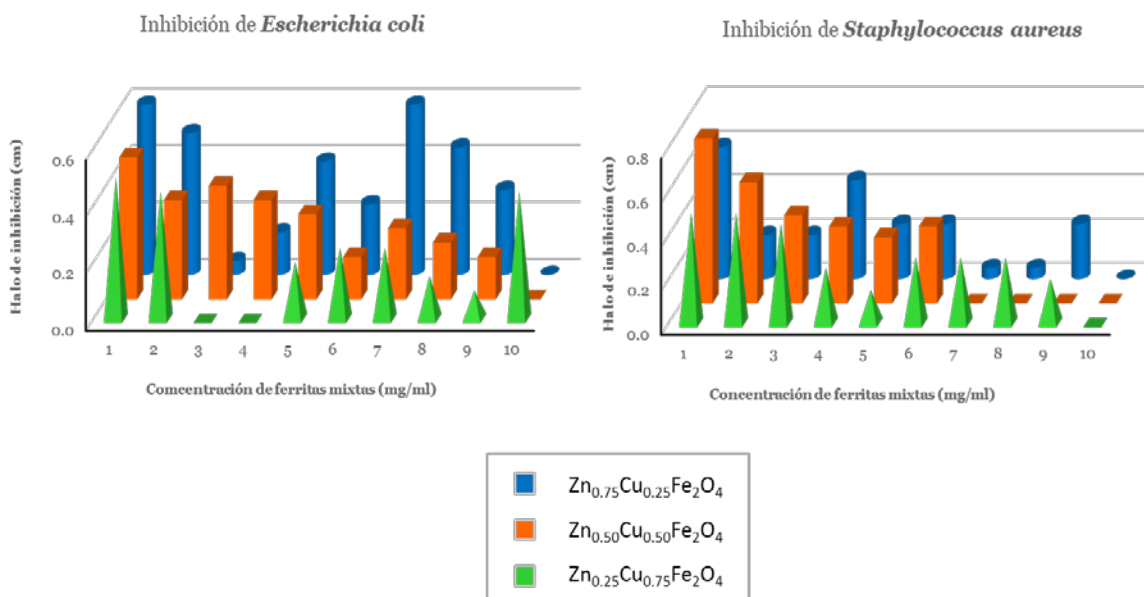 Inhibición de Escherichia coli
Halo de inhibición (cm)
0.6
0.4
0.2
0.0
1 2 3 4 5 6 7 8 9 10
Comcentración de ferritas mixtas (mg/ml)
Inhibición de Staphylococcus aureus
Halo de inhibición (cm)
0.8
0.6
0.4
0.2
0.0
1 2 3 4 5 6 7 8 9 10
Concentración de ferritas mixtas (mg/ml)
Zn₀.₇₅Cu₀.₂₅Fe₂O₄
Zn₀.₅₀Cu₀.₅₀Fe₂O₄
Zn₀.₂₅Cu₀.₇₅Fe₂O₄